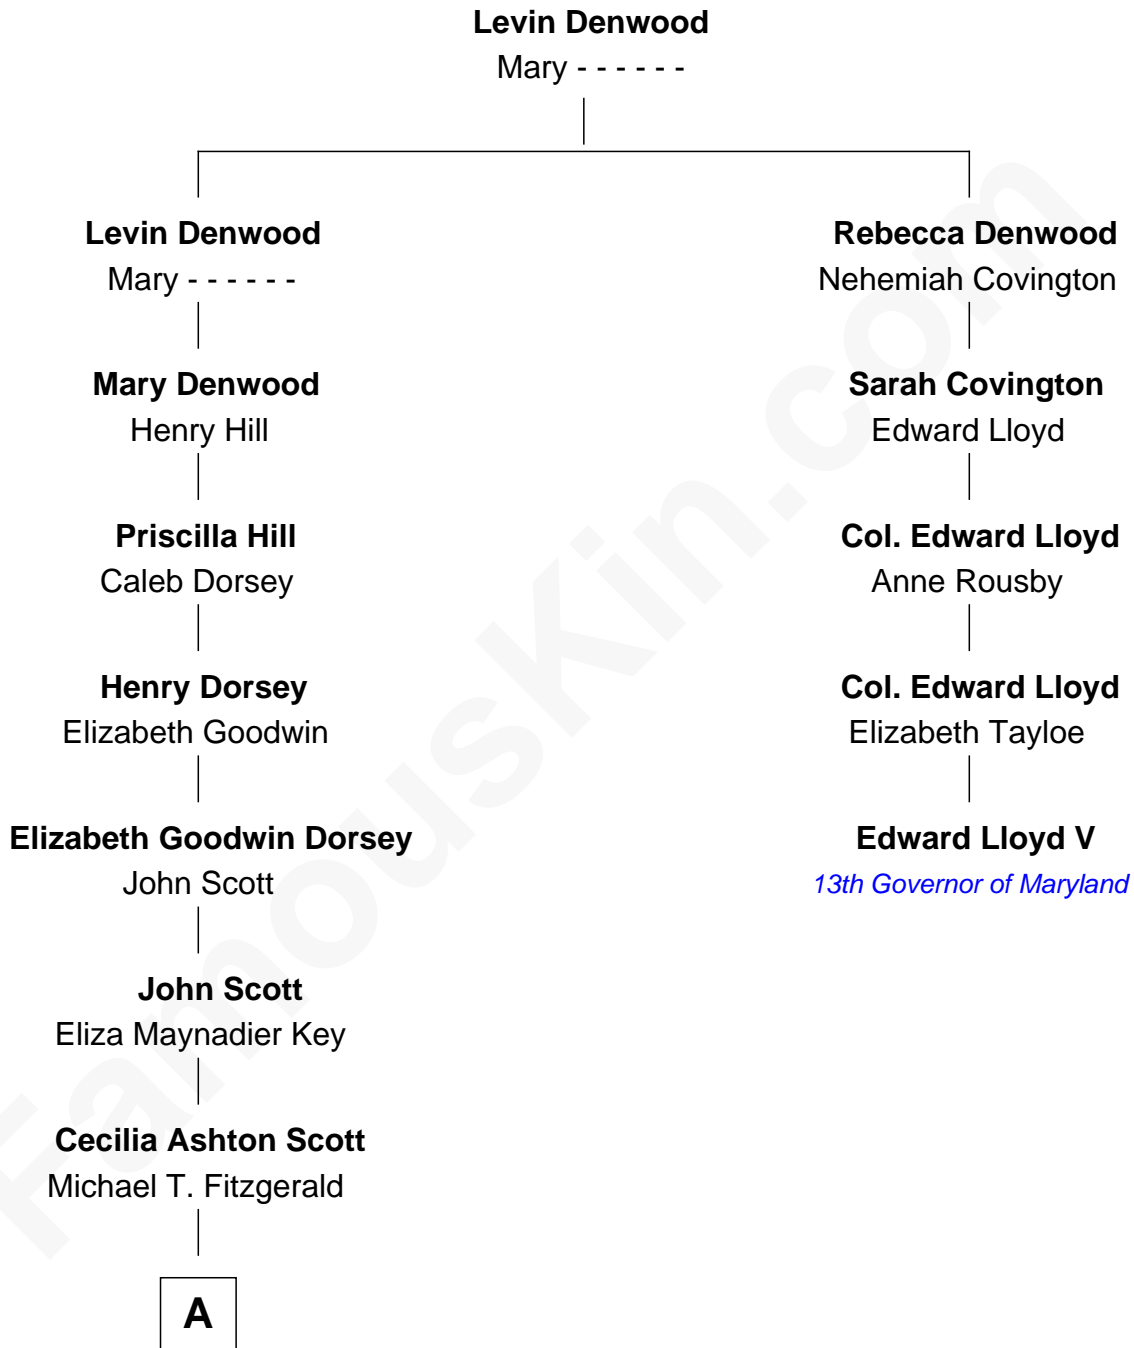 Levin Denwood
Mary - - - - - -
Levin Denwood
Mary - - - - - -
Rebecca Denwood
Nehemiah Covington
Mary Denwood
Henry Hill
Sarah Covington
Edward Lloyd
Priscilla Hill
Caleb Dorsey
Col. Edward Lloyd
Anne Rousby
Henry Dorsey
Elizabeth Goodwin
Col. Edward Lloyd
Elizabeth Tayloe
Elizabeth Goodwin Dorsey
John Scott
Edward Lloyd V
13th Governor of Maryland
John Scott
Eliza Maynadier Key
Cecilia Ashton Scott
Michael T. Fitzgerald
A
FamousKin.com